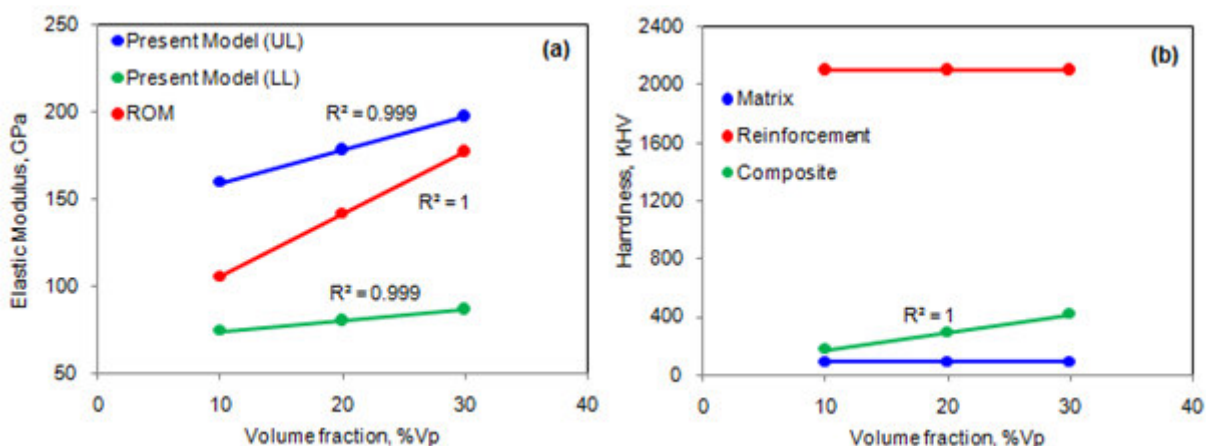 (a)
Present Model (UL)
Present Model (LL)
ROM
R² = 0.999
R² = 1
R² = 0.999
250
200
150
100
50
Elastic Modulus, GPa
0
10
20
30
40
Volume fraction, %Vp
(b)
Matrix
Reinforcement
Composite
R² = 1
2400
2000
1600
1200
800
400
0
Harrdness, KHV
0
10
20
30
40
Volume fraction, %Vp